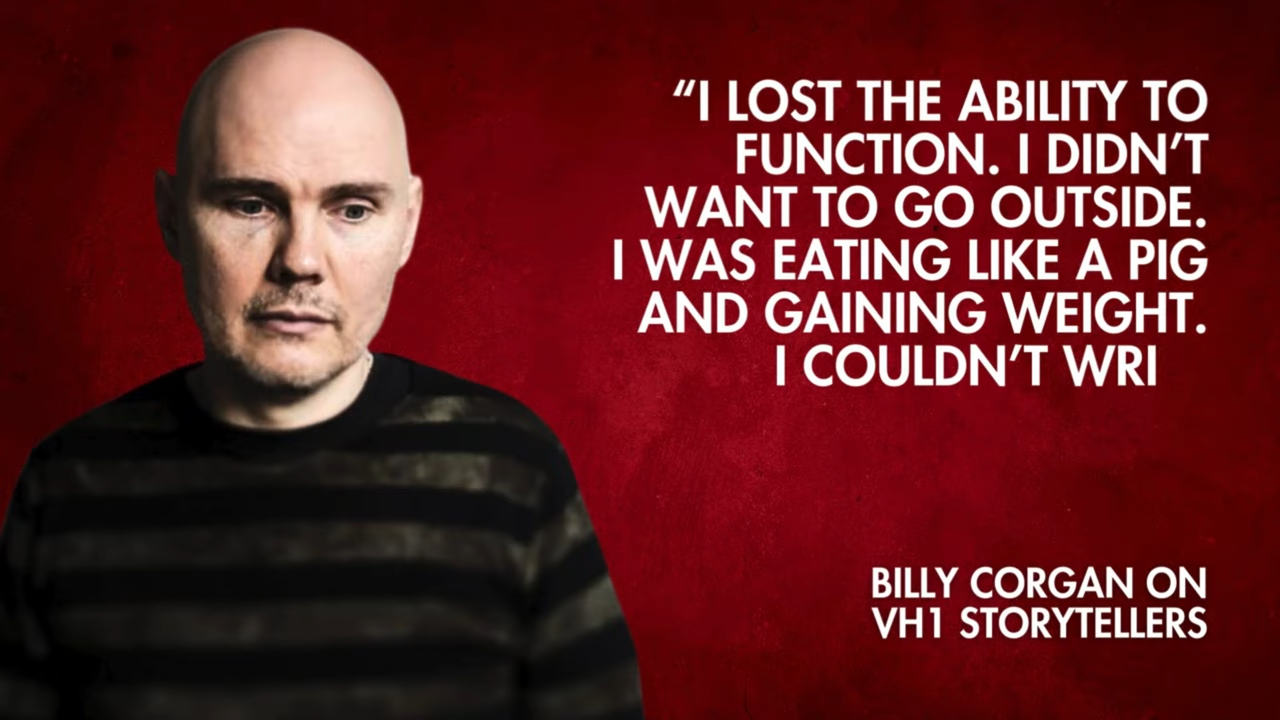 “I LOST THE ABILITY TO
FUNCTION. I DIDN’T
WANT TO GO OUTSIDE.
I WAS EATING LIKE A PIG
AND GAINING WEIGHT.
I COULDN’T WRI
BILLY CORGAN ON
VH1 STORYTELLERS